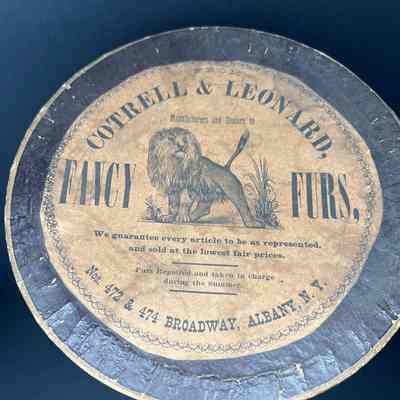 COTRELL & LEONARD,
Manufacturers and Dealers in
FANCY FURS,
We guarantee every article to be as represented,
and sold at the lowest fair prices.
Furs Repaired and taken in charge
during the Summer.
Nos. 472 & 474 BROADWAY, ALBANY, N. Y.